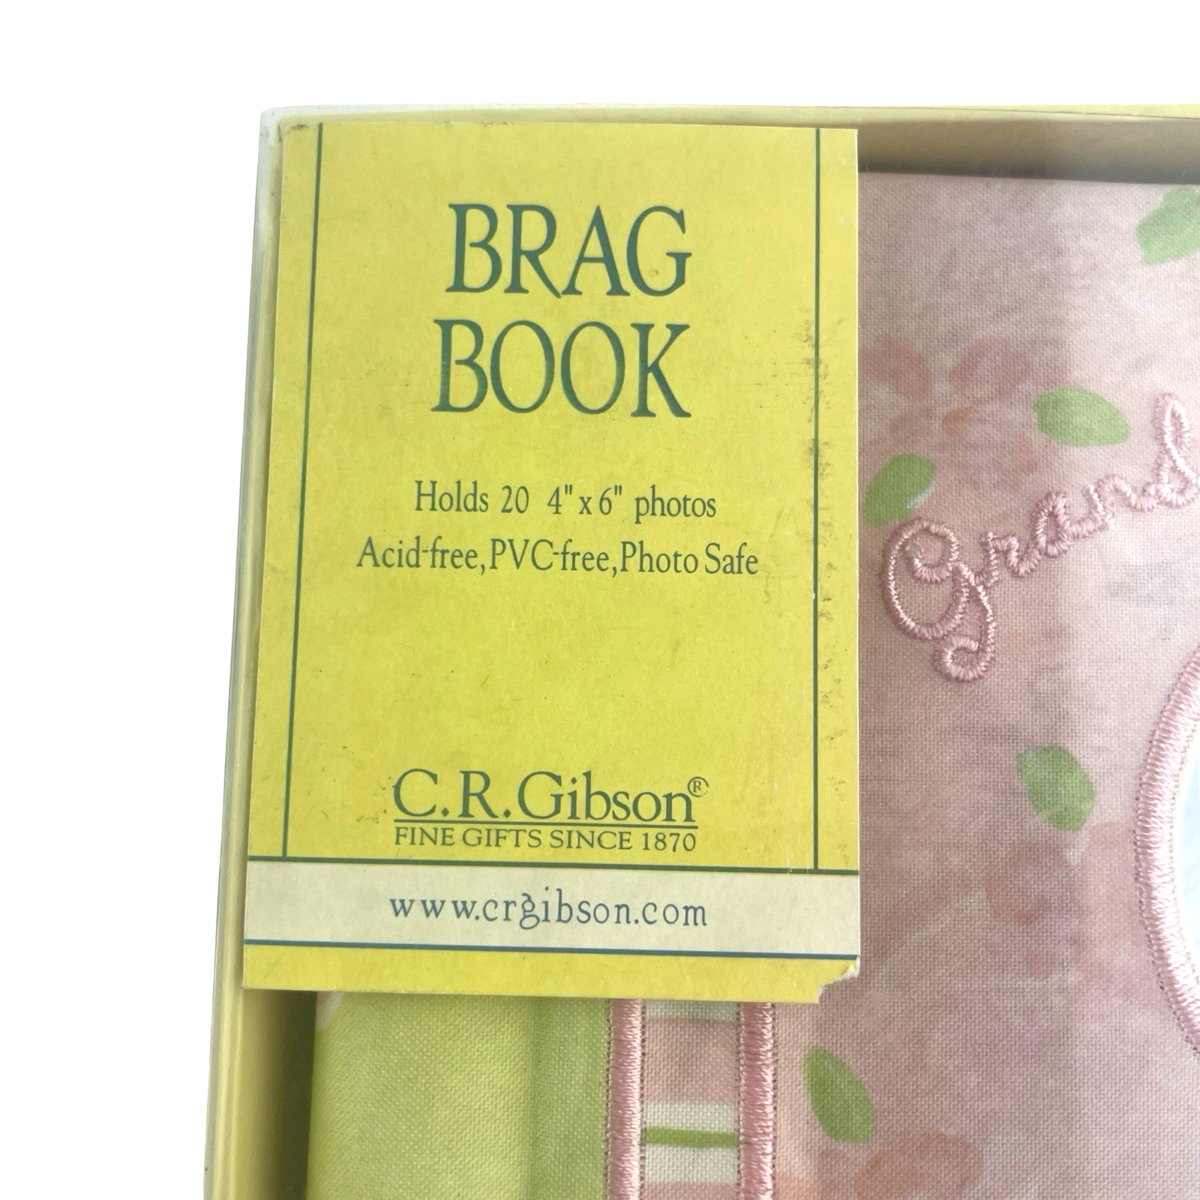 BRAG
BOOK
Holds 20 4" x 6" photos
Acid-free, PVC-free, Photo Safe
C.R. Gibson®
FINE GIFTS SINCE 1870
www.crgibson.com